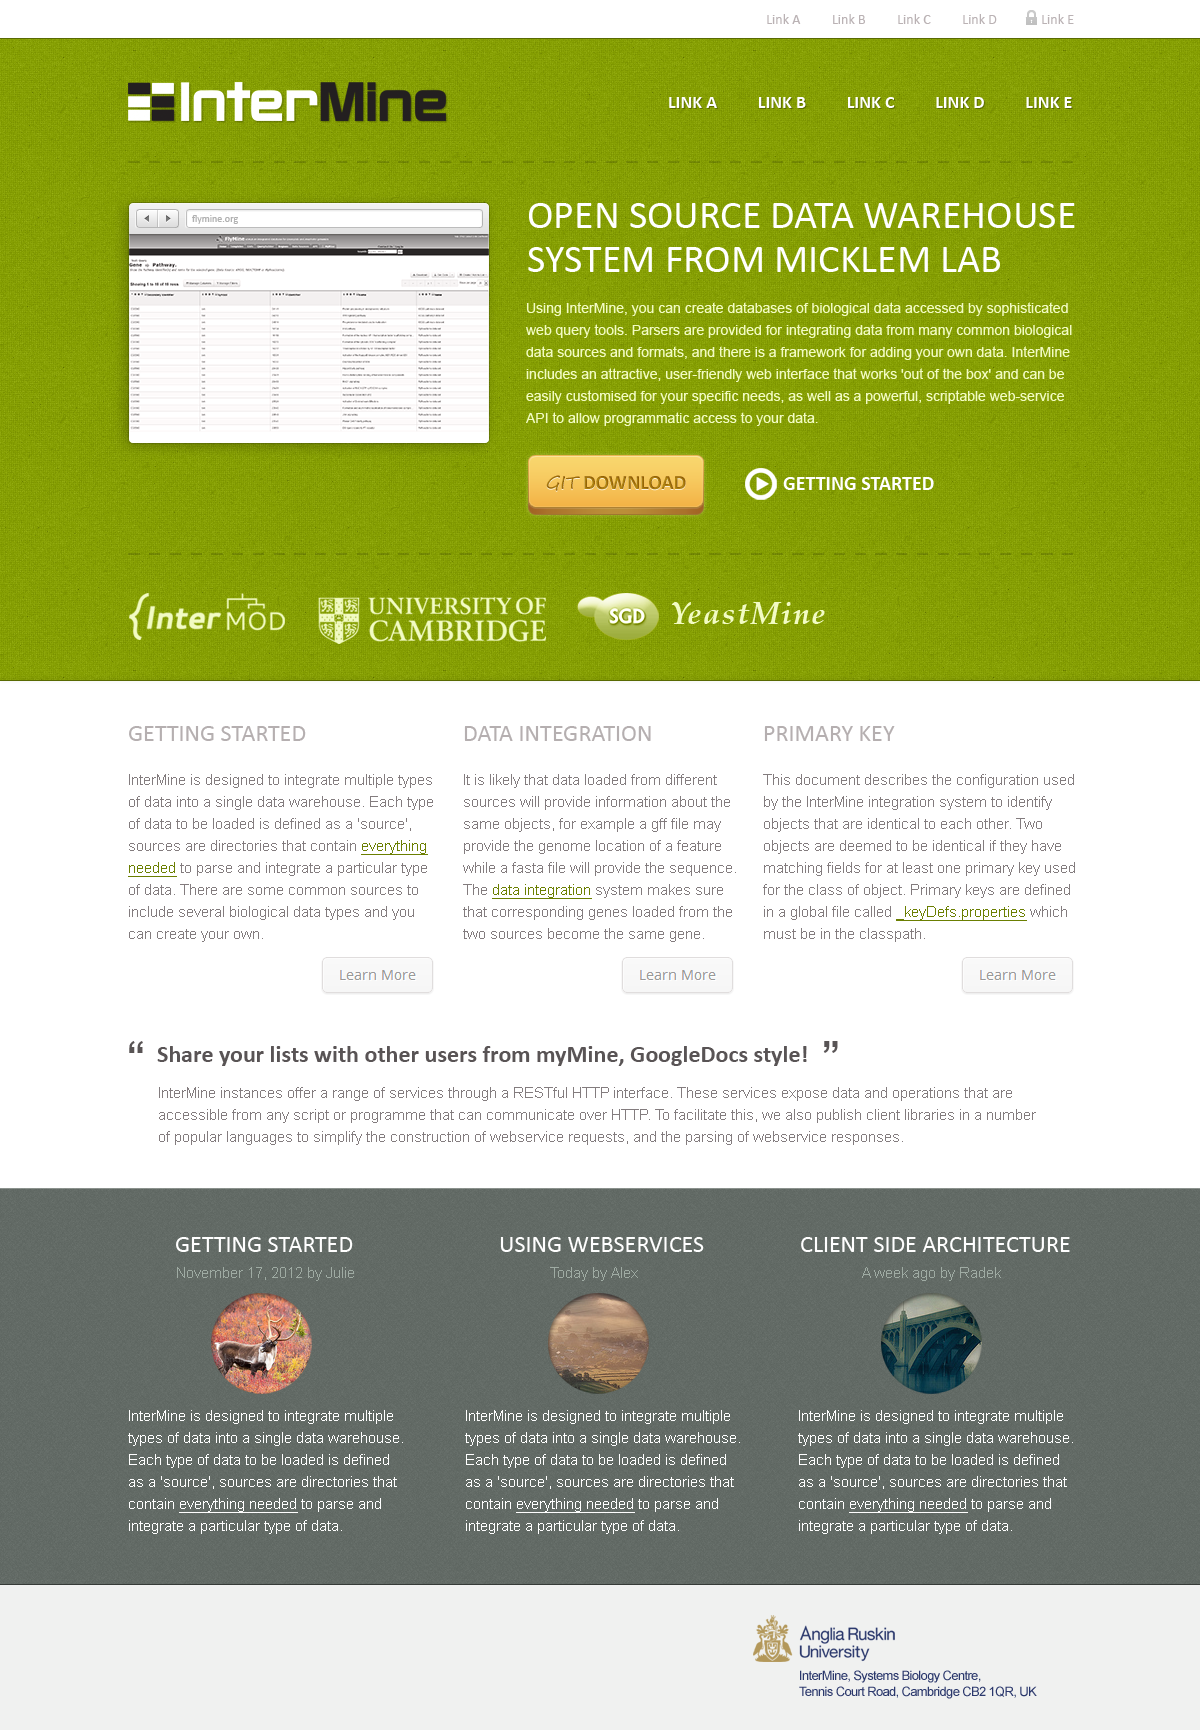 Link A Link B Link C Link D Link E
InterMine
LINK A LINK B LINK C LINK D LINK E
flymine.org
FlyMine
Gene Pathway.
OPEN SOURCE DATA WAREHOUSE
SYSTEM FROM MICKLEM LAB
Using InterMine, you can create databases of biological data accessed by sophisticated
web query tools. Parsers are provided for integrating data from many common biological
data sources and formats, and there is a framework for adding your own data. InterMine
includes an attractive, user-friendly web interface that works 'out of the box' and can be
easily customised for your specific needs, as well as a powerful, scriptable web-service
API to allow programmatic access to your data.
GIT DOWNLOAD
GETTING STARTED
{InterMOD
UNIVERSITY OF
CAMBRIDGE
SGD YeastMine
GETTING STARTED
InterMine is designed to integrate multiple types
of data into a single data warehouse. Each type
of data to be loaded is defined as a 'source',
sources are directories that contain everything
needed to parse and integrate a particular type
of data. There are some common sources to
include several biological data types and you
can create your own.
Learn More
DATA INTEGRATION
It is likely that data loaded from different
sources will provide information about the
same objects, for example a gff file may
provide the genome location of a feature
while a fasta file will provide the sequence.
The data integration system makes sure
that corresponding genes loaded from the
two sources become the same gene.
Learn More
PRIMARY KEY
This document describes the configuration used
by the InterMine integration system to identify
objects that are identical to each other. Two
objects are deemed to be identical if they have
matching fields for at least one primary key used
for the class of object. Primary keys are defined
in a global file called _keyDefs.properties which
must be in the classpath.
Learn More
“ Share your lists with other users from myMine, GoogleDocs style! ”
InterMine instances offer a range of services through a RESTful HTTP interface. These services expose data and operations that are
accessible from any script or programme that can communicate over HTTP. To facilitate this, we also publish client libraries in a number
of popular languages to simplify the construction of webservice requests, and the parsing of webservice responses.
GETTING STARTED
November 17, 2012 by Julie
InterMine is designed to integrate multiple
types of data into a single data warehouse.
Each type of data to be loaded is defined
as a 'source', sources are directories that
contain everything needed to parse and
integrate a particular type of data.
USING WEBSERVICES
Today by Alex
InterMine is designed to integrate multiple
types of data into a single data warehouse.
Each type of data to be loaded is defined
as a 'source', sources are directories that
contain everything needed to parse and
integrate a particular type of data.
CLIENT SIDE ARCHITECTURE
A week ago by Radek
InterMine is designed to integrate multiple
types of data into a single data warehouse.
Each type of data to be loaded is defined
as a 'source', sources are directories that
contain everything needed to parse and
integrate a particular type of data.
Anglia Ruskin
University
InterMine, Systems Biology Centre,
Tennis Court Road, Cambridge CB2 1QR, UK